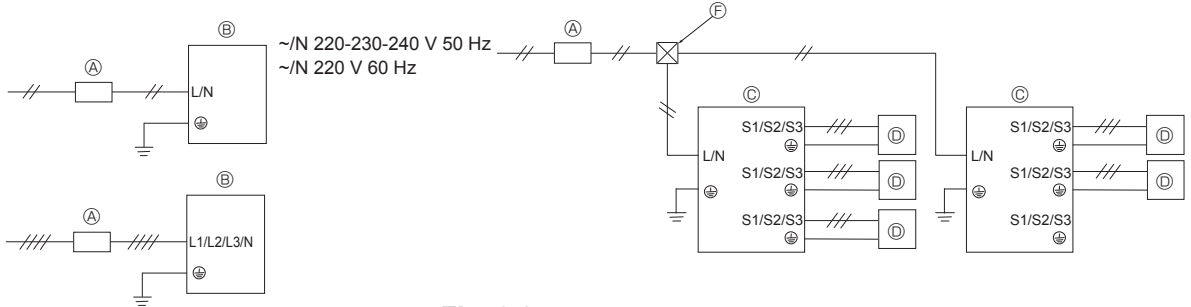 Ⓑ
~/N 220-230-240 V 50 Hz
~/N 220 V 60 Hz
Ⓐ
L/N
Ⓑ
Ⓐ
L1/L2/L3/N
Ⓕ
Ⓐ
Ⓒ
L/N
S1/S2/S3
Ⓓ
S1/S2/S3
Ⓓ
S1/S2/S3
Ⓓ
Ⓒ
L/N
S1/S2/S3
Ⓓ
S1/S2/S3
Ⓓ
S1/S2/S3